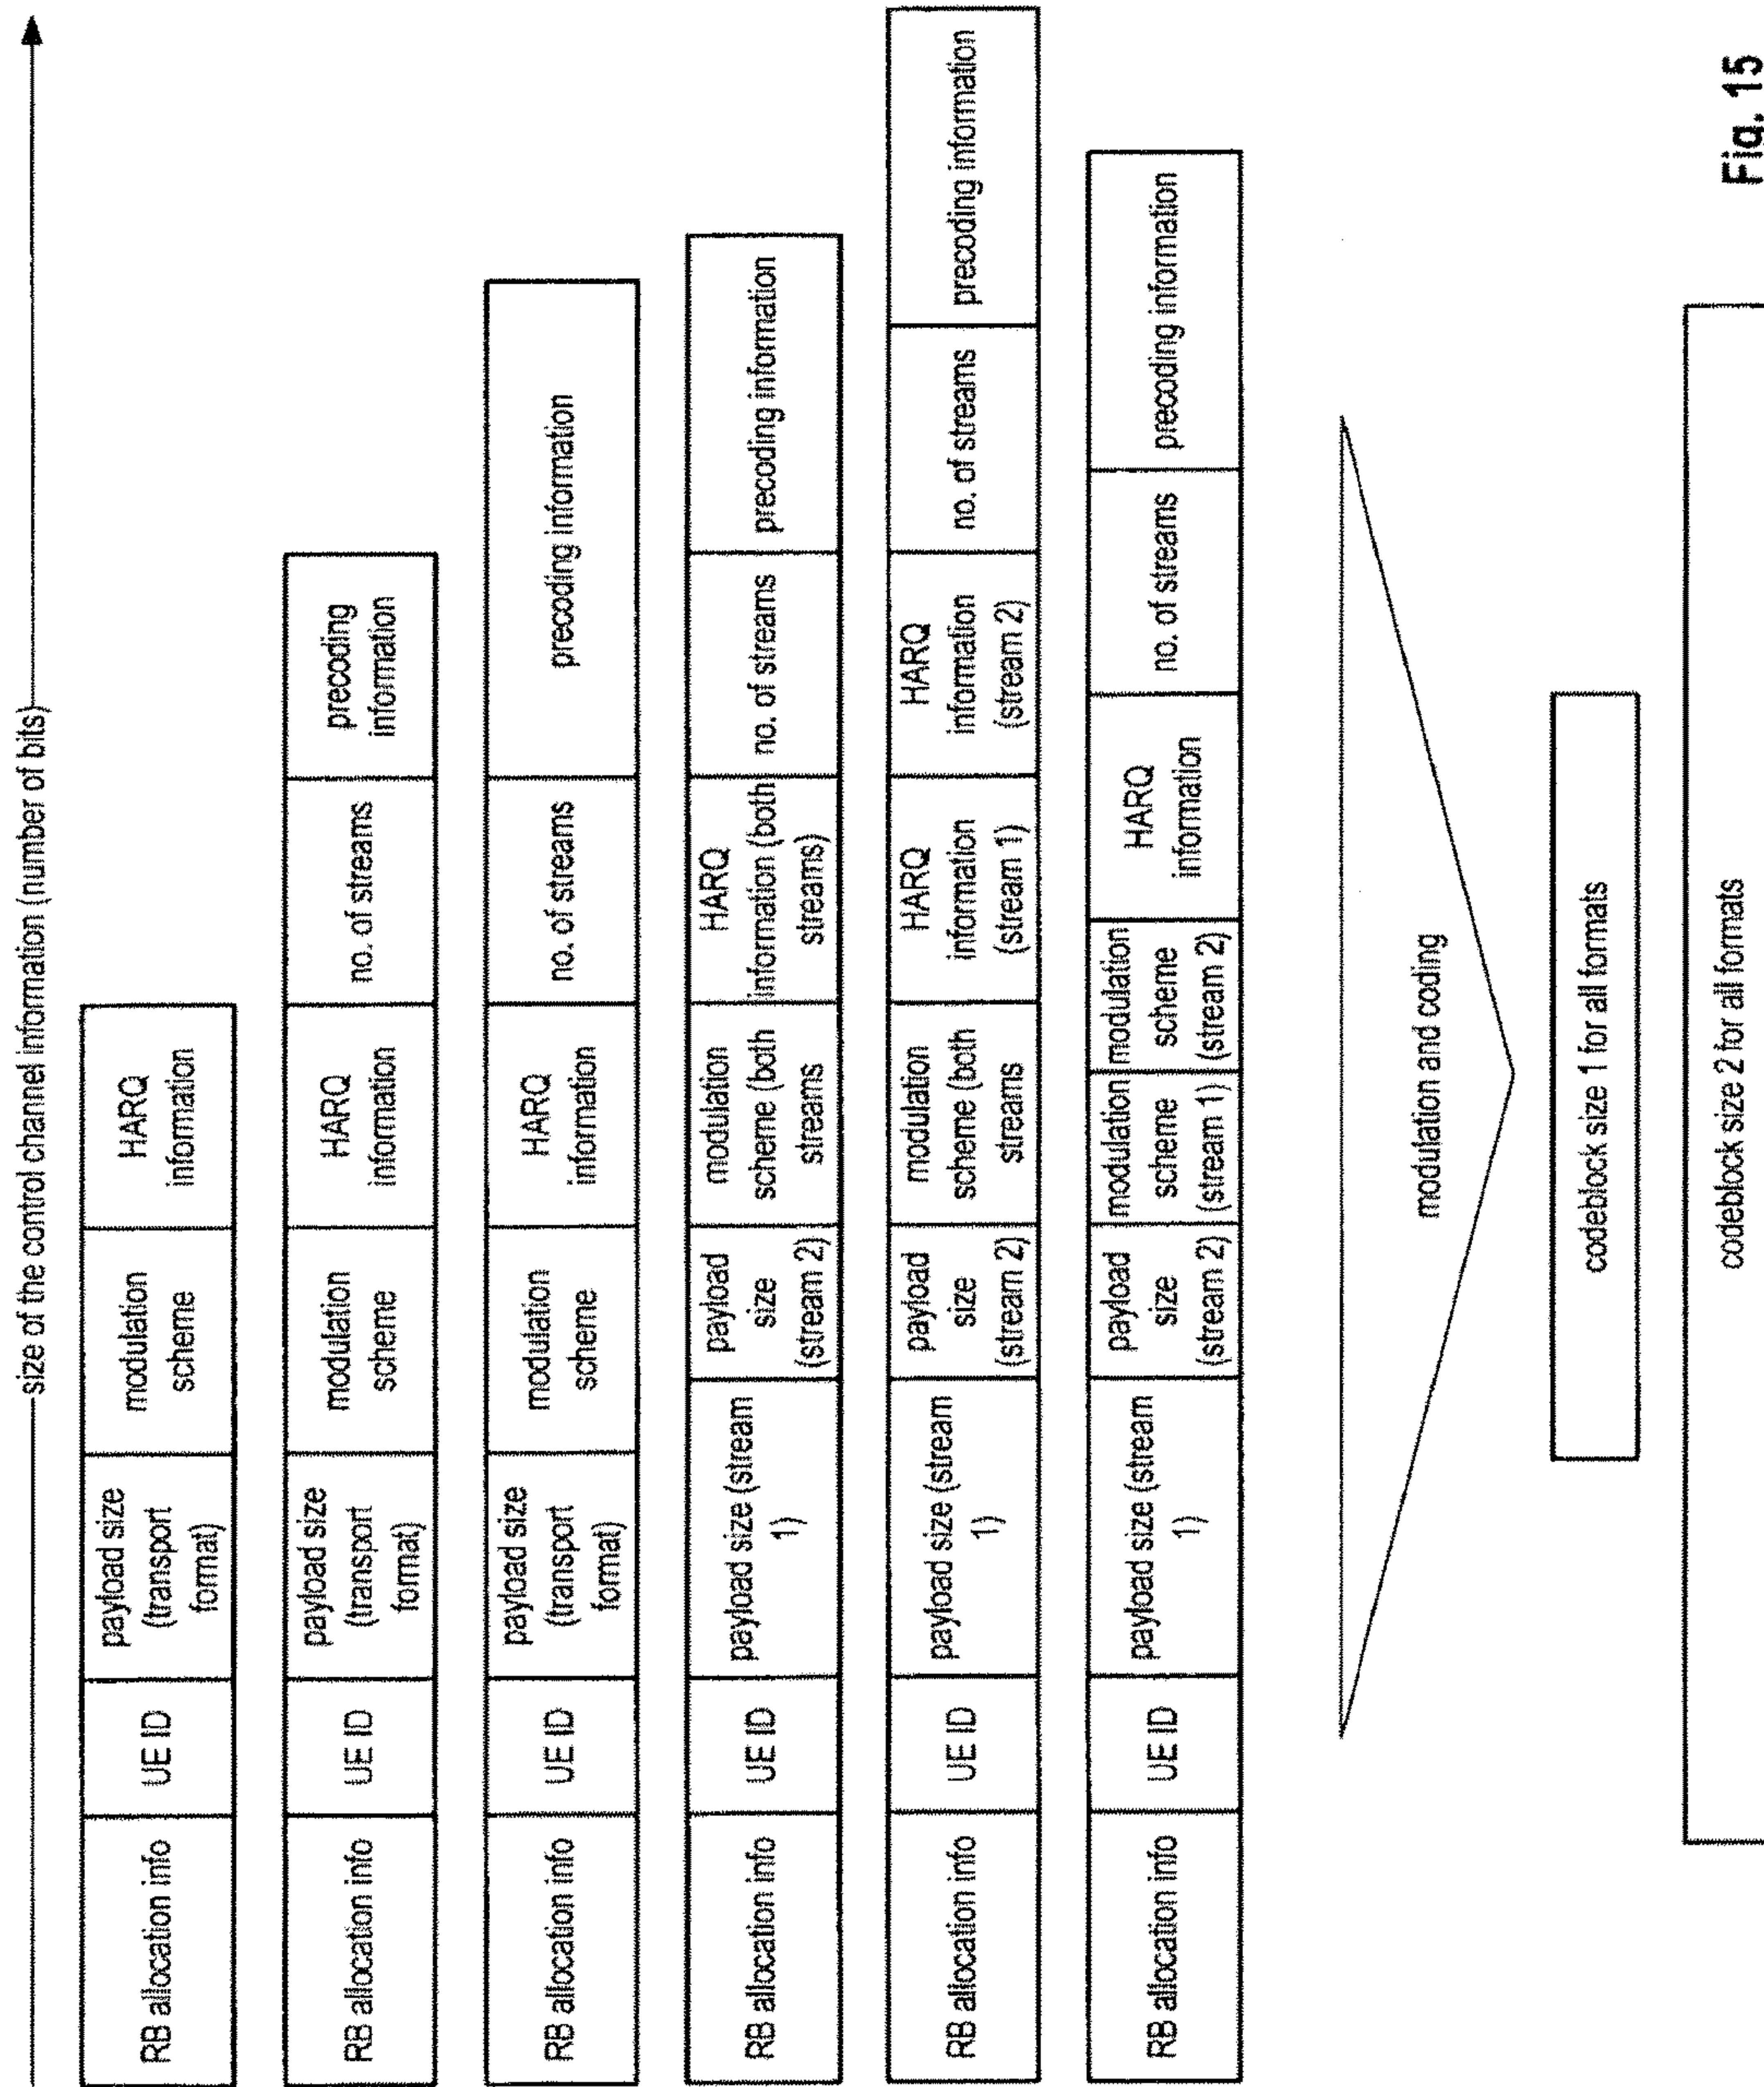 size of the control channel information (number of bits)
RB allocation info
UE ID
payload size
(transport
format)
modulation
scheme
HARQ
information
RB allocation info
UE ID
payload size
(transport
format)
modulation
scheme
HARQ
information
no. of streams
precoding
information
RB allocation info
UE ID
payload size
(transport
format)
modulation
scheme
HARQ
information
no. of streams
precoding information
RB allocation info
UE ID
payload size (stream
1)
payload
size
(stream 2)
modulation
scheme (both
streams
HARQ
information (both
streams)
no. of streams
precoding information
RB allocation info
UE ID
payload size (stream
1)
payload
size
(stream 2)
modulation
scheme (both
streams
HARQ
information
(stream 1)
HARQ
information
(stream 2)
no. of streams
precoding information
RB allocation info
UE ID
payload size (stream
1)
payload
size
(stream 2)
modulation
scheme
(stream 1)
modulation
scheme
(stream 2)
HARQ
information
no. of streams
precoding information
modulation and coding
codeblock size 1 for all formats
codeblock size 2 for all formats
Fig. 15